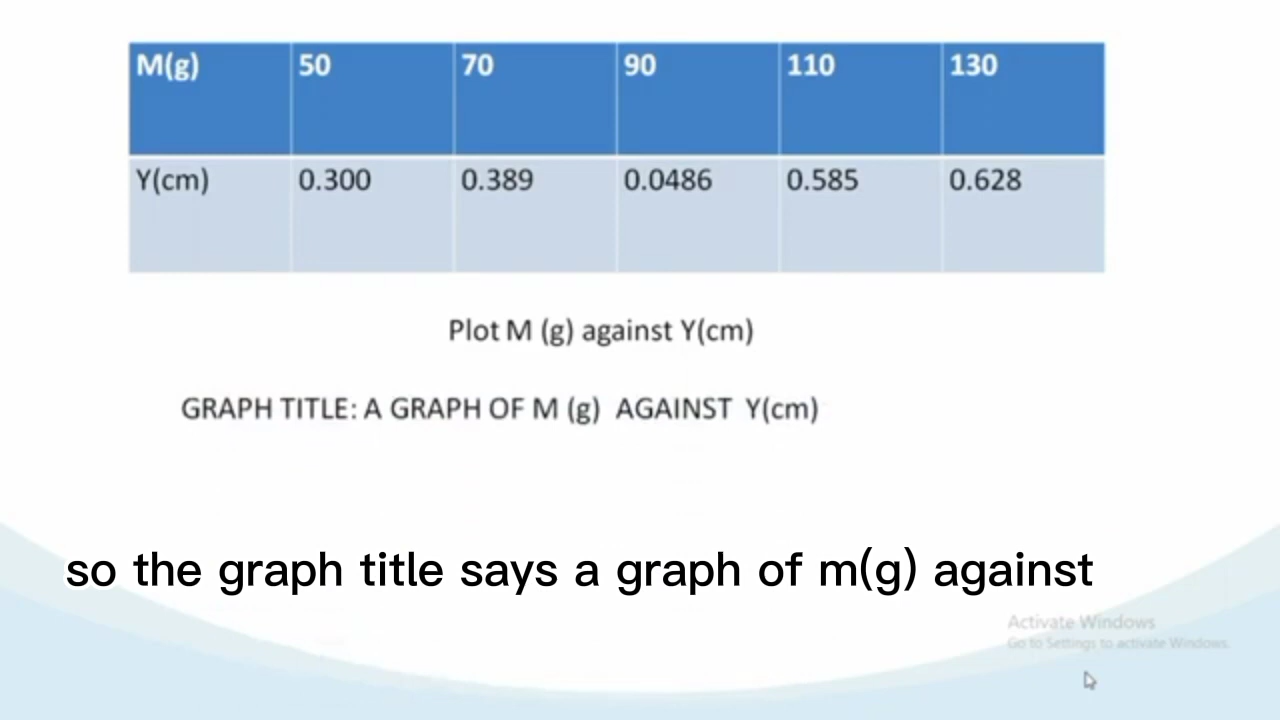 M(g) 50 70 90 110 130
Y(cm) 0.300 0.389 0.0486 0.585 0.628
Plot M (g) against Y(cm)
GRAPH TITLE: A GRAPH OF M (g) AGAINST Y(cm)
so the graph title says a graph of m(g) against
Activate Windows
Go to Settings to activate Windows.